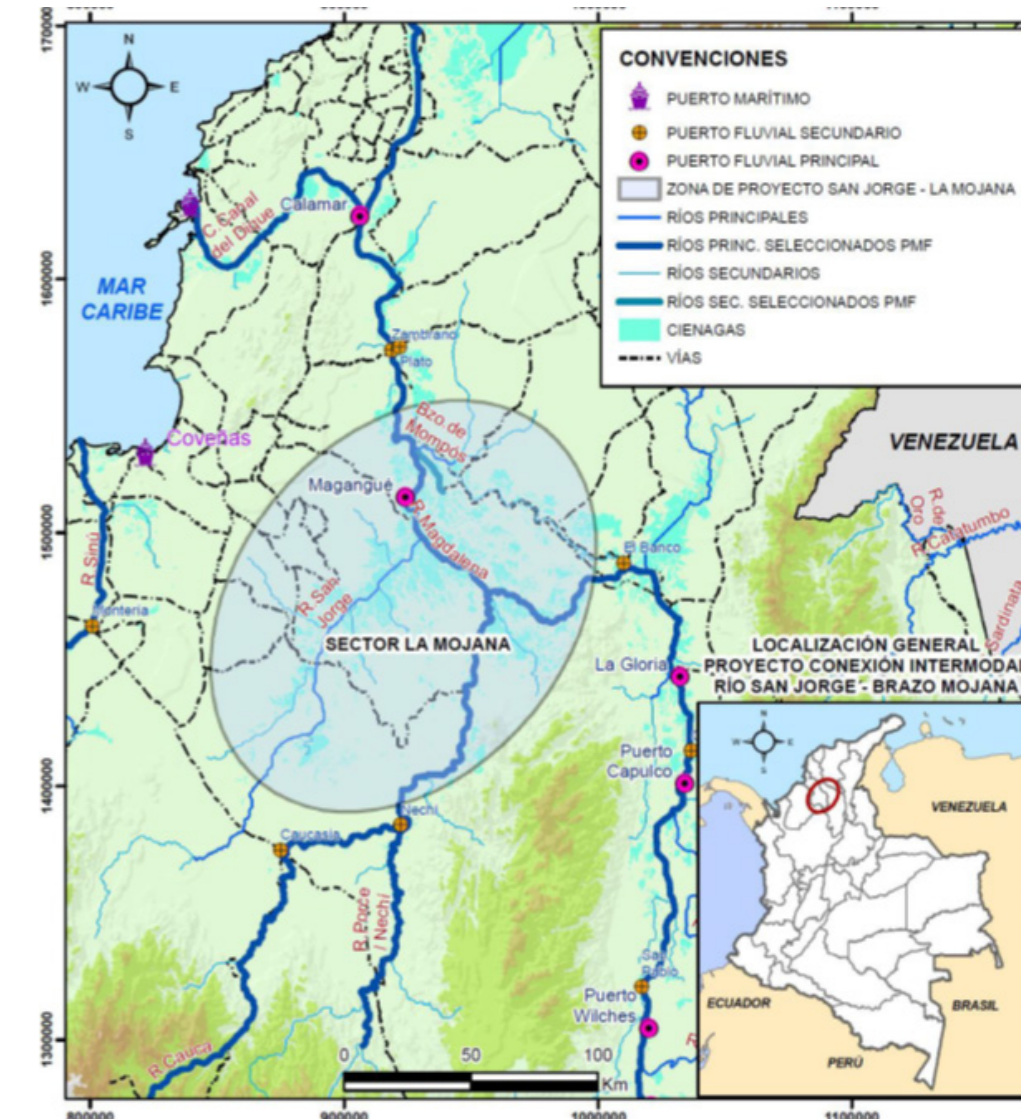 N
W
E
S
CONVENCIONES
PUERTO MARÍTIMO
PUERTO FLUVIAL SECUNDARIO
PUERTO FLUVIAL PRINCIPAL
ZONA DE PROYECTO SAN JORGE - LA MOJANA
RÍOS PRINCIPALES
RÍOS PRINC. SELECCIONADOS PMF
RÍOS SECUNDARIOS
RÍOS SEC. SELECCIONADOS PMF
CIENAGAS
VÍAS
1600000
1500000
1400000
1300000
C. Canal
del Dique
Calamar
MAR
CARIBE
Zambrano
Plato
Coveñas
Bzo. de
Mompós
Magangué
R. Magdalena
VENEZUELA
R. de
Oro
R. Catatumbo
Sardinata
El Banco
R. Sinú
Montería
R. San
Jorge
SECTOR LA MOJANA
La Gloria
LOCALIZACIÓN GENERAL
PROYECTO CONEXIÓN INTERMODAL
RÍO SAN JORGE - BRAZO MOJANA
Puerto
Capulco
Nechí
Caucasia
R. Porce
/ Nechí
San
Pablo
Puerto
Wilches
R. Cauca
0 50 100
Km
N
W
E
S
VENEZUELA
ECUADOR
BRASIL
PERÚ
800000
900000
1000000
1100000